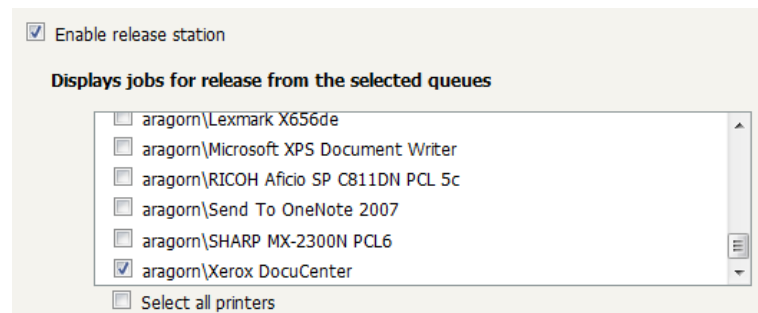 Enable release station
Displays jobs for release from the selected queues
aragorn\Lexmark X656de
aragorn\Microsoft XPS Document Writer
aragorn\RICOH Aficio SP C811DN PCL 5c
aragorn\Send To OneNote 2007
aragorn\SHARP MX-2300N PCL6
aragorn\Xerox DocuCenter
Select all printers